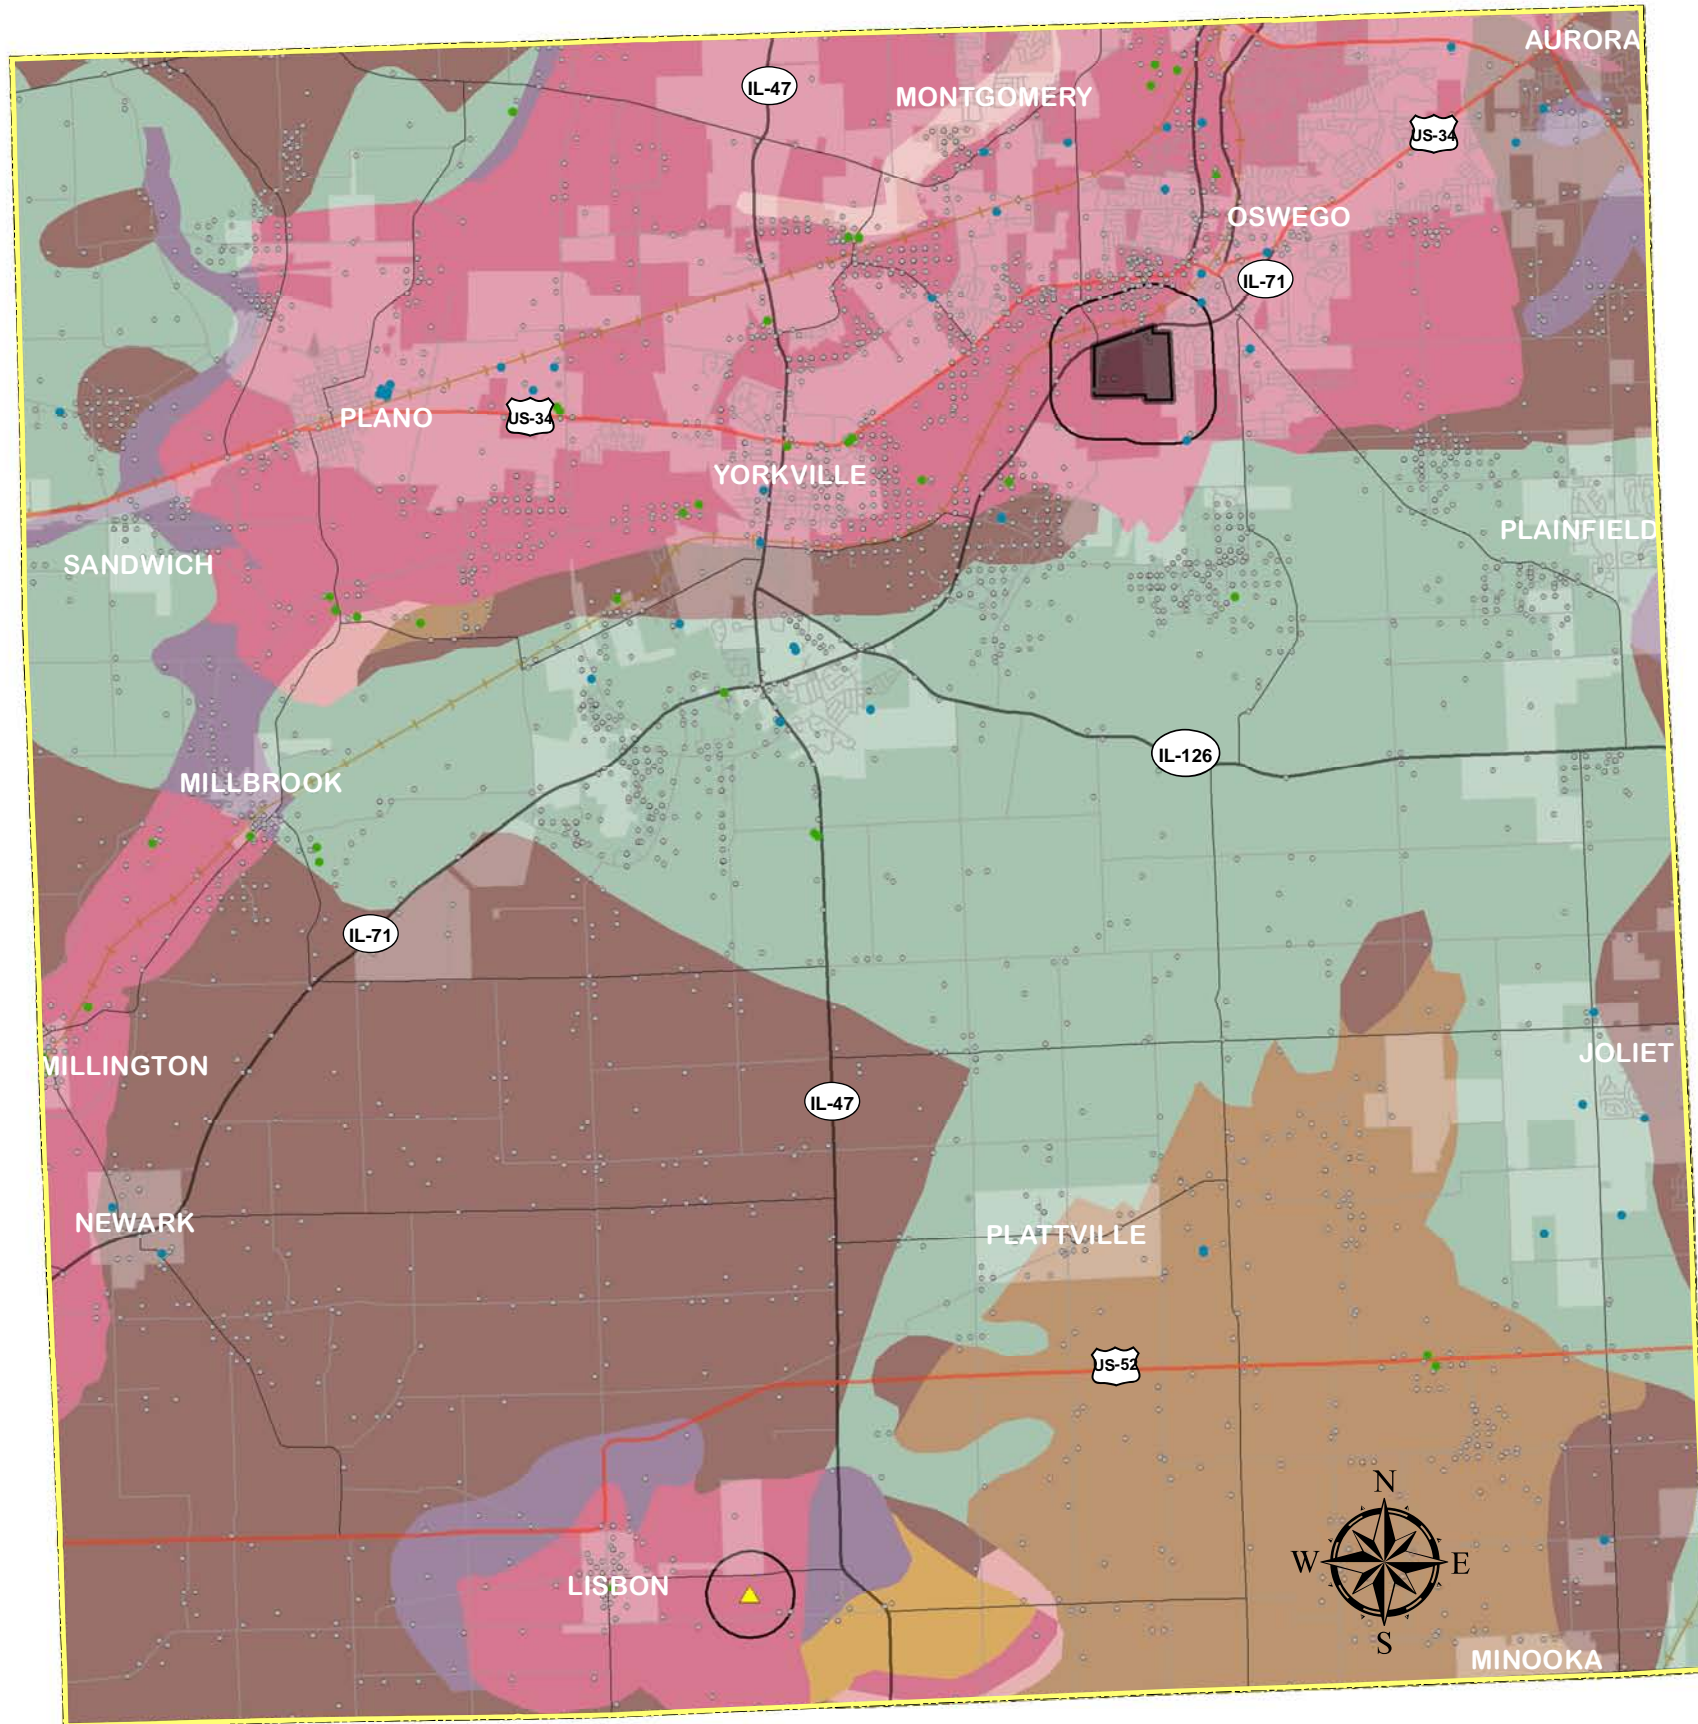 AURORA
IL-47
MONTGOMERY
US-34
OSWEGO
IL-71
PLANO
US-34
YORKVILLE
PLAINFIELD
SANDWICH
IL-126
MILLBROOK
IL-71
JOLIET
MILLINGTON
IL-47
NEWARK
PLATTVILLE
US-52
N
W
E
LISBON
S
MINOOKA